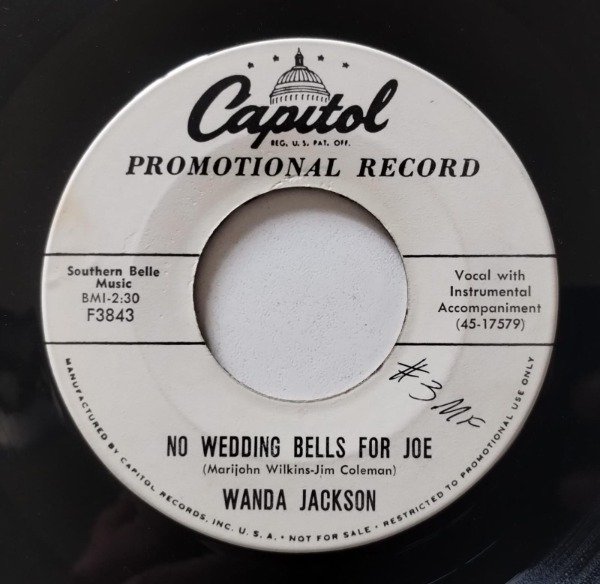 Capitol
REG. U. S. PAT. OFF.
PROMOTIONAL RECORD
Southern Belle
Music
BMI-2:30
F3843
Vocal with
Instrumental
Accompaniment
(45-17579)
#3 MF
NO WEDDING BELLS FOR JOE
(Marijohn Wilkins-Jim Coleman)
WANDA JACKSON
MANUFACTURED BY CAPITOL RECORDS, INC. U. S. A. • NOT FOR SALE • RESTRICTED TO PROMOTIONAL USE ONLY